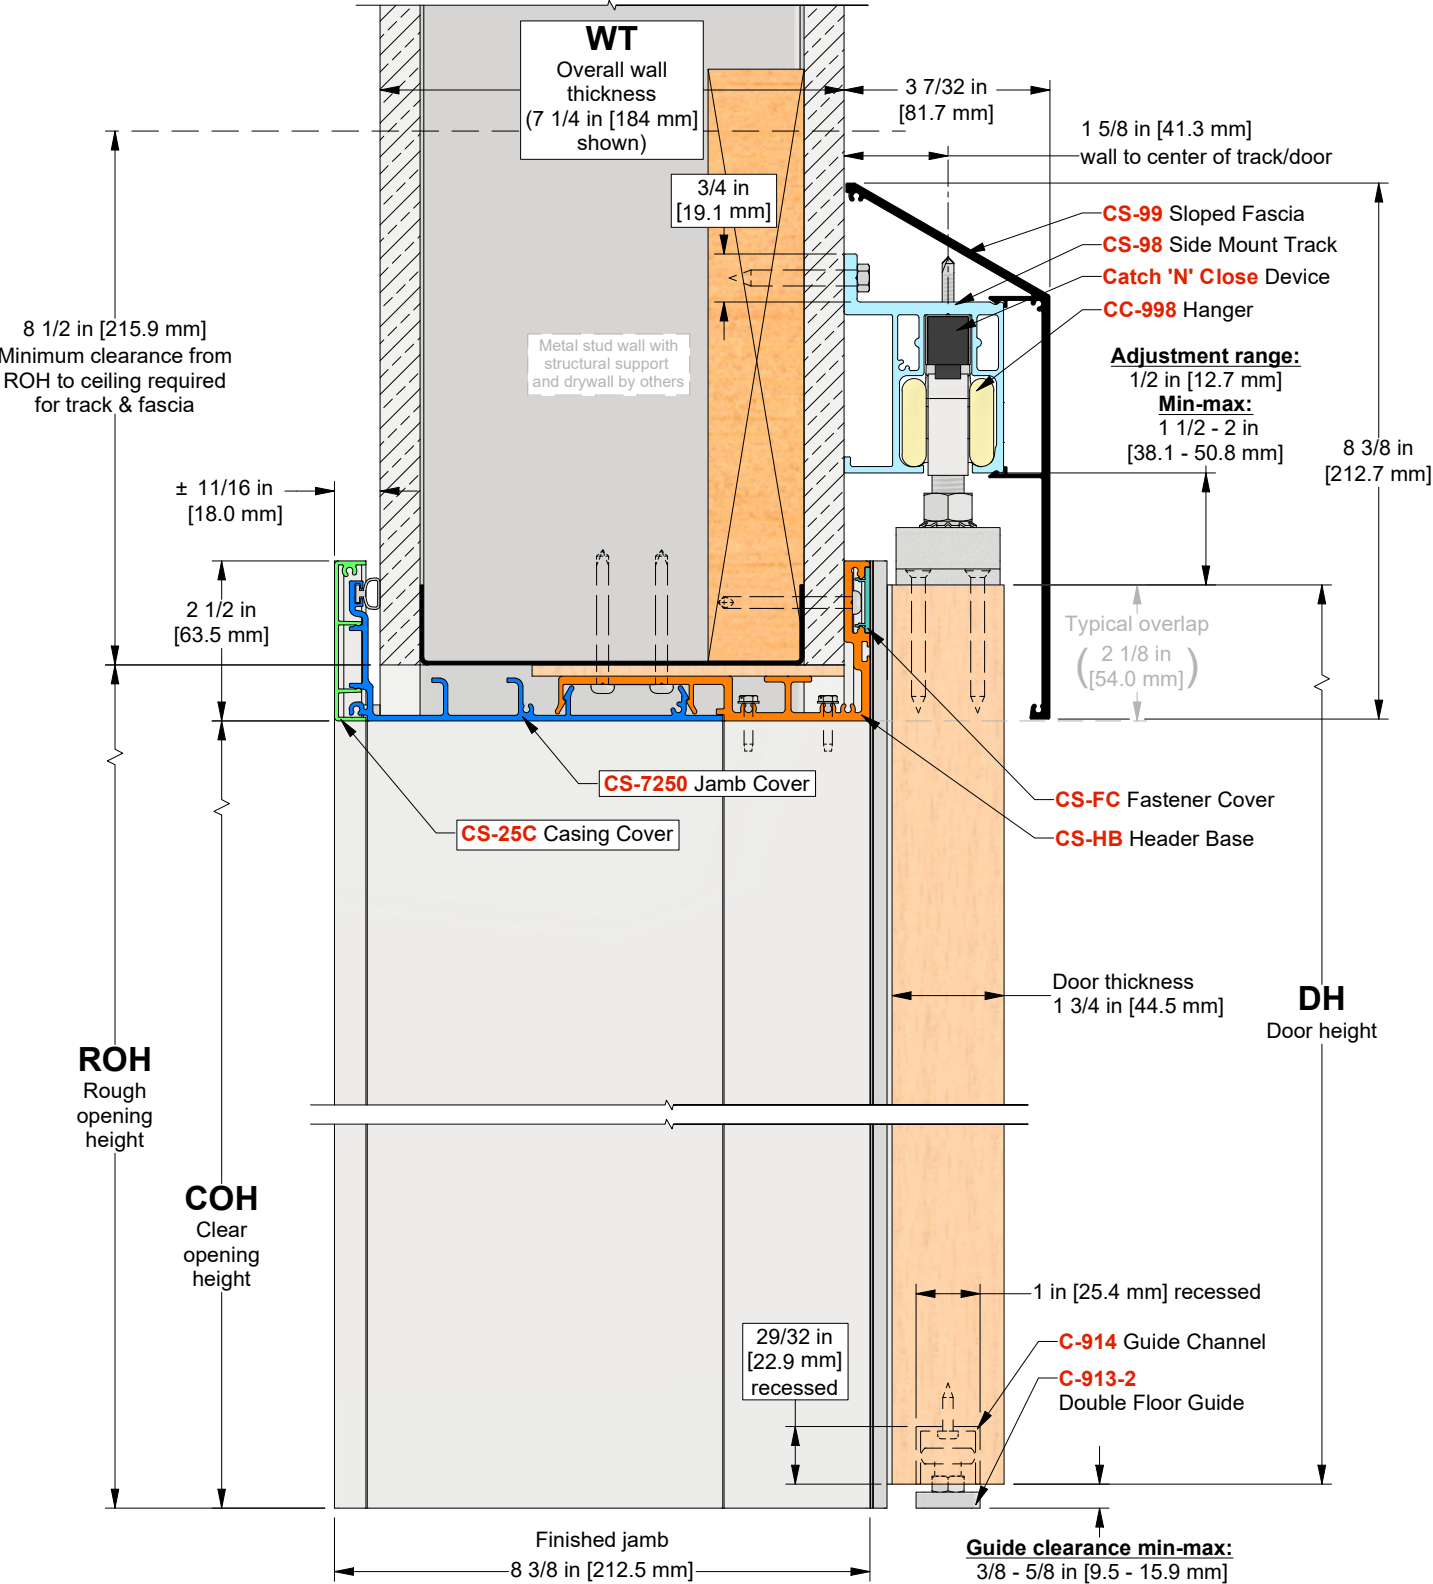 WT
Overall wall
thickness
(7 1/4 in [184 mm]
shown)
3 7/32 in
[81.7 mm]
1 5/8 in [41.3 mm]
wall to center of track/door
3/4 in
[19.1 mm]
CS-99 Sloped Fascia
CS-98 Side Mount Track
Catch 'N' Close Device
CC-998 Hanger
8 1/2 in [215.9 mm]
Minimum clearance from
ROH to ceiling required
for track & fascia
Metal stud wall with
structural support
and drywall by others
Adjustment range:
1/2 in [12.7 mm]
Min-max:
1 1/2 - 2 in
[38.1 - 50.8 mm]
8 3/8 in
[212.7 mm]
± 11/16 in
[18.0 mm]
2 1/2 in
[63.5 mm]
Typical overlap
(2 1/8 in
[54.0 mm])
CS-7250 Jamb Cover
CS-25C Casing Cover
CS-FC Fastener Cover
CS-HB Header Base
Door thickness
1 3/4 in [44.5 mm]
DH
Door height
ROH
Rough
opening
height
COH
Clear
opening
height
1 in [25.4 mm] recessed
29/32 in
[22.9 mm]
recessed
C-914 Guide Channel
C-913-2
Double Floor Guide
Finished jamb
8 3/8 in [212.5 mm]
Guide clearance min-max:
3/8 - 5/8 in [9.5 - 15.9 mm]